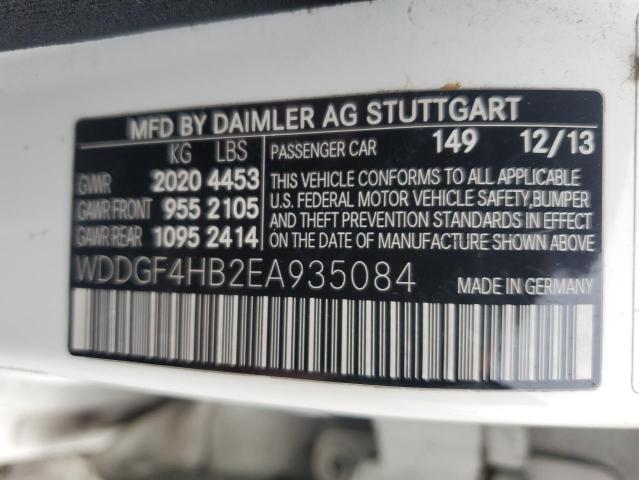 MFD BY DAIMLER AG STUTTGART
KG LBS PASSENGER CAR 149 12/13
GVWR 2020 4453
GAWR FRONT 955 2105
GAWR REAR 1095 2414
THIS VEHICLE CONFORMS TO ALL APPLICABLE
U.S. FEDERAL MOTOR VEHICLE SAFETY, BUMPER
AND THEFT PREVENTION STANDARDS IN EFFECT
ON THE DATE OF MANUFACTURE SHOWN ABOVE
WDDGF4HB2EA935084 MADE IN GERMANY